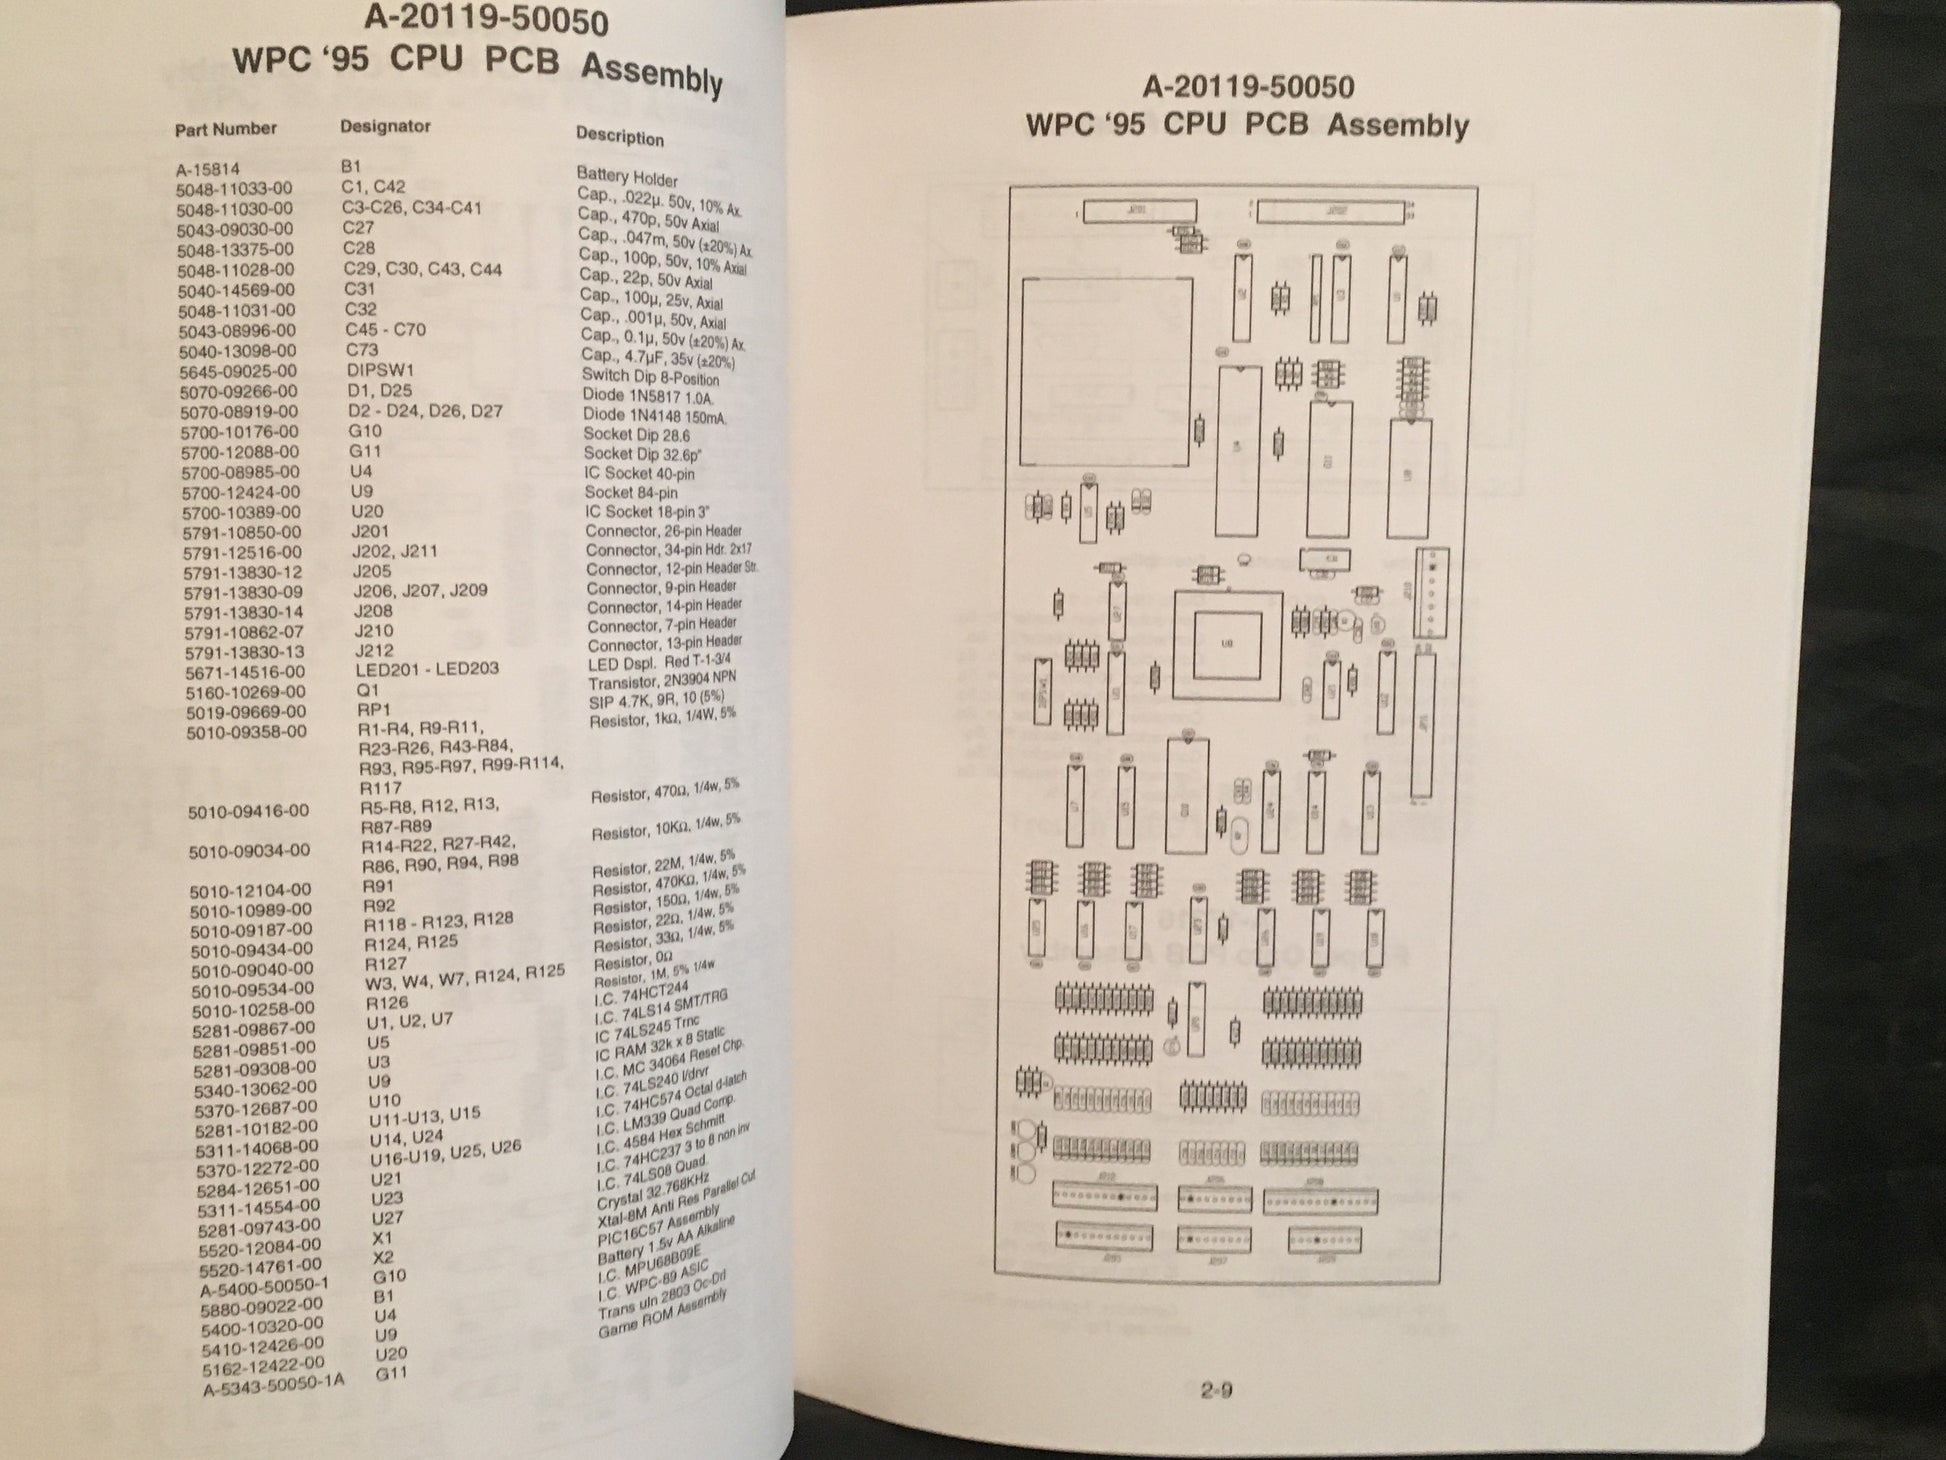 A-20119-50050
WPC ‘95 CPU PCB Assembly
Part Number Designator Description
A-15814 B1 Battery Holder
5048-11033-00 C1, C42 Cap., .022µ. 50v, 10% Ax.
5048-11030-00 C3-C26, C34-C41 Cap., 470p, 50v Axial
5043-09030-00 C27 Cap., .047m, 50v (±20%) Ax.
5048-13375-00 C28 Cap., 100p, 50v, 10% Axial
5048-11028-00 C29, C30, C43, C44 Cap., 22p, 50v Axial
5040-14569-00 C31 Cap., 100µ, 25v, Axial
5048-11031-00 C32 Cap., .001µ, 50v, Axial
5043-08996-00 C45 - C70 Cap., 0.1µ, 50v (±20%) Ax.
5040-13098-00 C73 Cap., 4.7µF, 35v (±20%)
5645-09025-00 DIPSW1 Switch Dip 8-Position
5070-09266-00 D1, D25 Diode 1N5817 1.0A.
5070-08919-00 D2 - D24, D26, D27 Diode 1N4148 150mA.
5700-10176-00 G10 Socket Dip 28.6
5700-12088-00 G11 Socket Dip 32.6p"
5700-08985-00 U4 IC Socket 40-pin
5700-12424-00 U9 Socket 84-pin
5700-10389-00 U20 IC Socket 18-pin 3"
5791-10850-00 J201 Connector, 26-pin Header
5791-12516-00 J202, J211 Connector, 34-pin Hdr. 2x17
5791-13830-12 J205 Connector, 12-pin Header Str.
5791-13830-09 J206, J207, J209 Connector, 9-pin Header
5791-13830-14 J208 Connector, 14-pin Header
5791-10862-07 J210 Connector, 7-pin Header
5791-13830-13 J212 Connector, 13-pin Header
5671-14516-00 LED201 - LED203 LED Dspl. Red T-1-3/4
5160-10269-00 Q1 Transistor, 2N3904 NPN
5019-09669-00 RP1 SIP 4.7K, 9R, 10 (5%)
5010-09358-00 R1-R4, R9-R11, Resistor, 1kΩ, 1/4W, 5%
R23-R26, R43-R84,
R93, R95-R97, R99-R114,
R117
5010-09416-00 R5-R8, R12, R13, Resistor, 470Ω, 1/4w, 5%
R87-R89
5010-09034-00 R14-R22, R27-R42, Resistor, 10KΩ, 1/4w, 5%
R86, R90, R94, R98
5010-12104-00 R91 Resistor, 22M, 1/4w, 5%
5010-10989-00 R92 Resistor, 470KΩ, 1/4w, 5%
5010-09187-00 R118 - R123, R128 Resistor, 150Ω, 1/4w, 5%
5010-09434-00 R124, R125 Resistor, 22Ω, 1/4w, 5%
5010-09040-00 R127 Resistor, 33Ω, 1/4w, 5%
5010-09534-00 W3, W4, W7, R124, R125 Resistor, 0Ω
5010-10258-00 R126 Resistor, 1M, 5% 1/4w
5281-09867-00 U1, U2, U7 I.C. 74HCT244
5281-09851-00 U5 I.C. 74LS14 SMT/TRG
5281-09308-00 U3 IC 74LS245 Trnc
5340-13062-00 U9 IC RAM 32k x 8 Static
5370-12687-00 U10 I.C. MC 34064 Reset Chp.
5281-10182-00 U11-U13, U15 I.C. 74LS240 I/drvr
5311-14068-00 U14, U24 I.C. 74HC574 Octal d-latch
5370-12272-00 U16-U19, U25, U26 I.C. LM339 Quad Comp.
5284-12651-00 U21 I.C. 4584 Hex Schmitt
5311-14554-00 U23 I.C. 74HC237 3 to 8 non inv
5281-09743-00 U27 I.C. 74LS08 Quad.
5520-12084-00 X1 Crystal 32.768KHz
5520-14761-00 X2 Xtal-8M Anti Res Parallel Cut
A-5400-50050-1 G10 PIC16C57 Assembly
5880-09022-00 B1 Battery 1.5v AA Alkaline
5400-10320-00 U4 I.C. MPU68B09E
5410-12426-00 U9 I.C. WPC-89 ASIC
5162-12422-00 U20 Trans uln 2803 Oc-Drl
A-5343-50050-1A G11 Game ROM Assembly
A-20119-50050
WPC ‘95 CPU PCB Assembly
J201
J202
J210
2-9